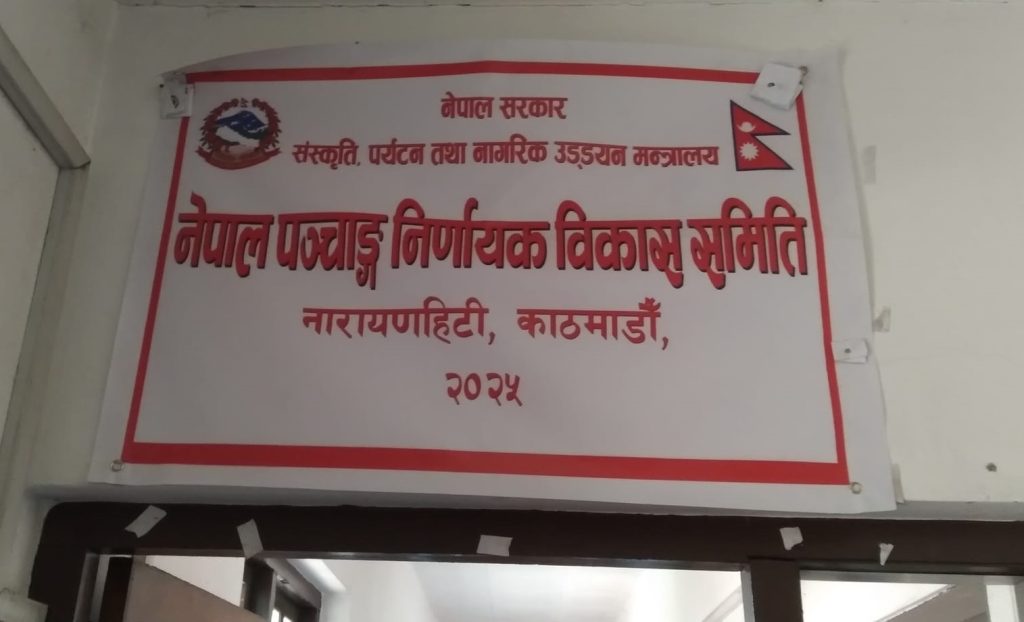 नेपाल सरकार
संस्कृति, पर्यटन तथा नागरिक उड्डयन मन्त्रालय
नेपाल पञ्चाङ्ग निर्णायक विकास समिति
नारायणहिटी, काठमाडौँ,
२०२५